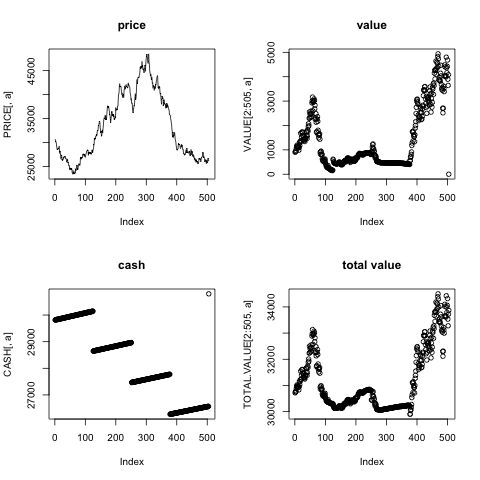 price
PRICE[, a]
25000 35000 45000
0 100 200 300 400 500
Index
value
VALUE[2:505, a]
0 1000 3000 5000
0 100 200 300 400 500
Index
cash
CASH[, a]
27000 29000
0 100 200 300 400 500
Index
total value
TOTAL.VALUE[2:505, a]
30000 32000 34000
0 100 200 300 400 500
Index